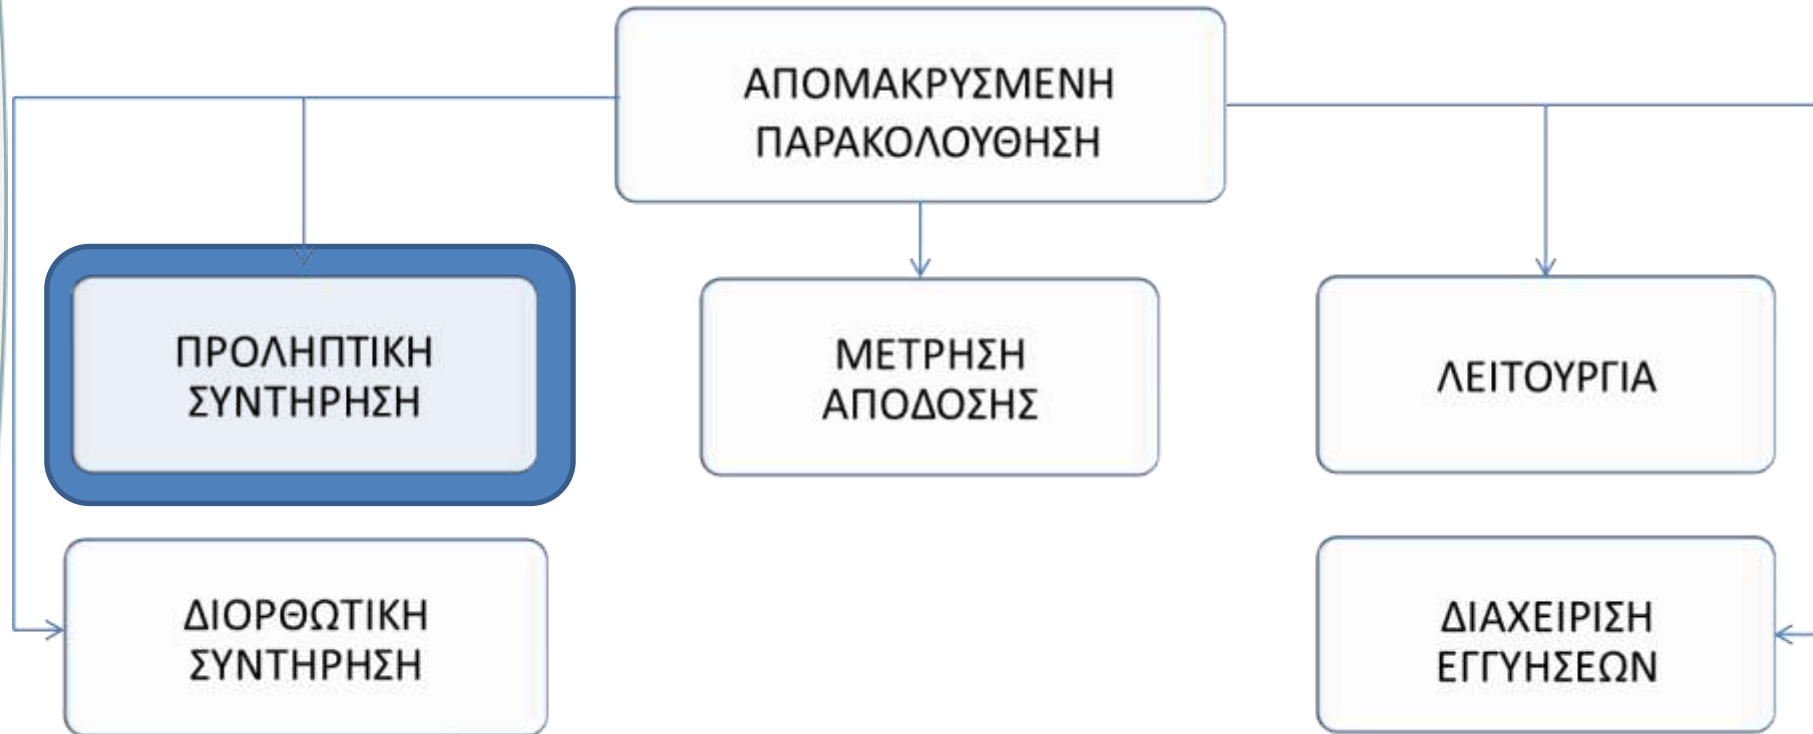 ΑΠΟΜΑΚΡΥΣΜΕΝΗ
ΠΑΡΑΚΟΛΟΥΘΗΣΗ
ΠΡΟΛΗΠΤΙΚΗ
ΣΥΝΤΗΡΗΣΗ
ΜΕΤΡΗΣΗ
ΑΠΟΔΟΣΗΣ
ΛΕΙΤΟΥΡΓΙΑ
ΔΙΟΡΘΩΤΙΚΗ
ΣΥΝΤΗΡΗΣΗ
ΔΙΑΧΕΙΡΙΣΗ
ΕΓΓΥΗΣΕΩΝ